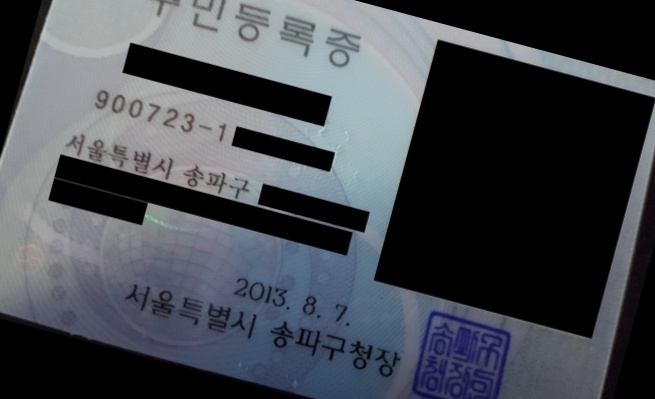 주민등록증
900723-1
서울특별시 송파구
2013. 8. 7.
서울특별시 송파구청장